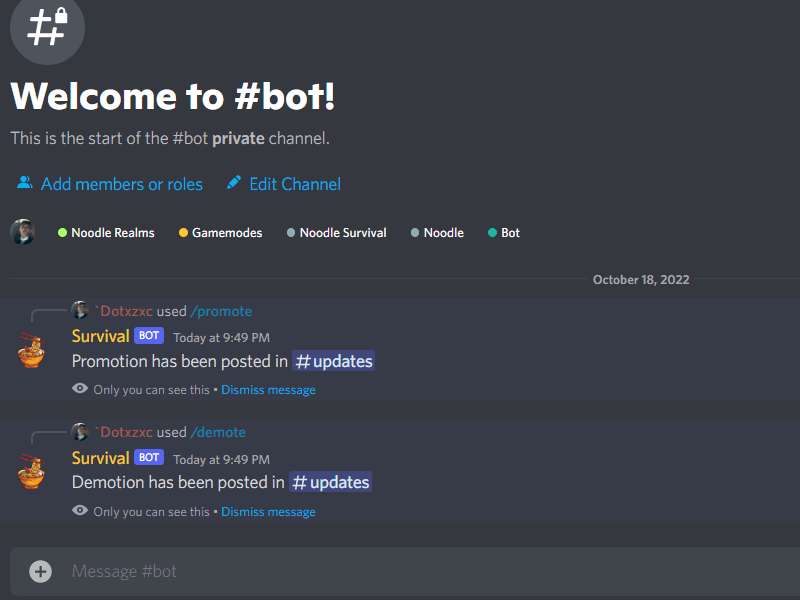 Welcome to #bot!
This is the start of the #bot private channel.
Add members or roles Edit Channel
Noodle Realms Gamemodes Noodle Survival Noodle Bot
October 18, 2022
`Dotxzxc used /promote
Survival BOT Today at 9:49 PM
Promotion has been posted in #updates
Only you can see this • Dismiss message
`Dotxzxc used /demote
Survival BOT Today at 9:49 PM
Demotion has been posted in #updates
Only you can see this • Dismiss message
Message #bot